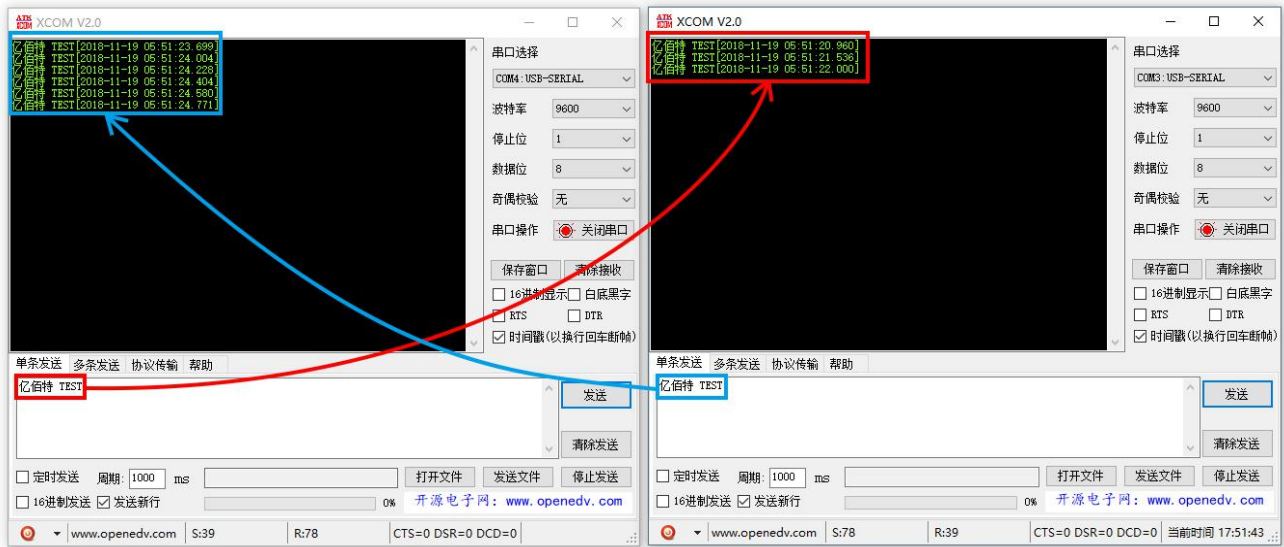 ATK
COM XCOM V2.0
亿佰特 TEST[2018-11-19 05:51:23.699]
亿佰特 TEST[2018-11-19 05:51:24.004]
亿佰特 TEST[2018-11-19 05:51:24.228]
亿佰特 TEST[2018-11-19 05:51:24.404]
亿佰特 TEST[2018-11-19 05:51:24.580]
亿佰特 TEST[2018-11-19 05:51:24.771]
串口选择
COM4:USB-SERIAL
波特率 9600
停止位 1
数据位 8
奇偶校验 无
串口操作 关闭串口
保存窗口 清除接收
16进制显示 白底黑字
RTS DTR
时间戳(以换行回车断帧)
单条发送 多条发送 协议传输 帮助
亿佰特 TEST
发送
清除发送
定时发送 周期: 1000 ms 打开文件 发送文件 停止发送
16进制发送 发送新行 0% 开源电子网: www.openedv.com
www.openedv.com S:39 R:78 CTS=0 DSR=0 DCD=0
ATK
COM XCOM V2.0
亿佰特 TEST[2018-11-19 05:51:20.960]
亿佰特 TEST[2018-11-19 05:51:21.536]
亿佰特 TEST[2018-11-19 05:51:22.000]
串口选择
COM3:USB-SERIAL
波特率 9600
停止位 1
数据位 8
奇偶校验 无
串口操作 关闭串口
保存窗口 清除接收
16进制显示 白底黑字
RTS DTR
时间戳(以换行回车断帧)
单条发送 多条发送 协议传输 帮助
亿佰特 TEST
发送
清除发送
定时发送 周期: 1000 ms 打开文件 发送文件 停止发送
16进制发送 发送新行 0% 开源电子网: www.openedv.com
www.openedv.com S:78 R:39 CTS=0 DSR=0 DCD=0 当前时间 17:51:43